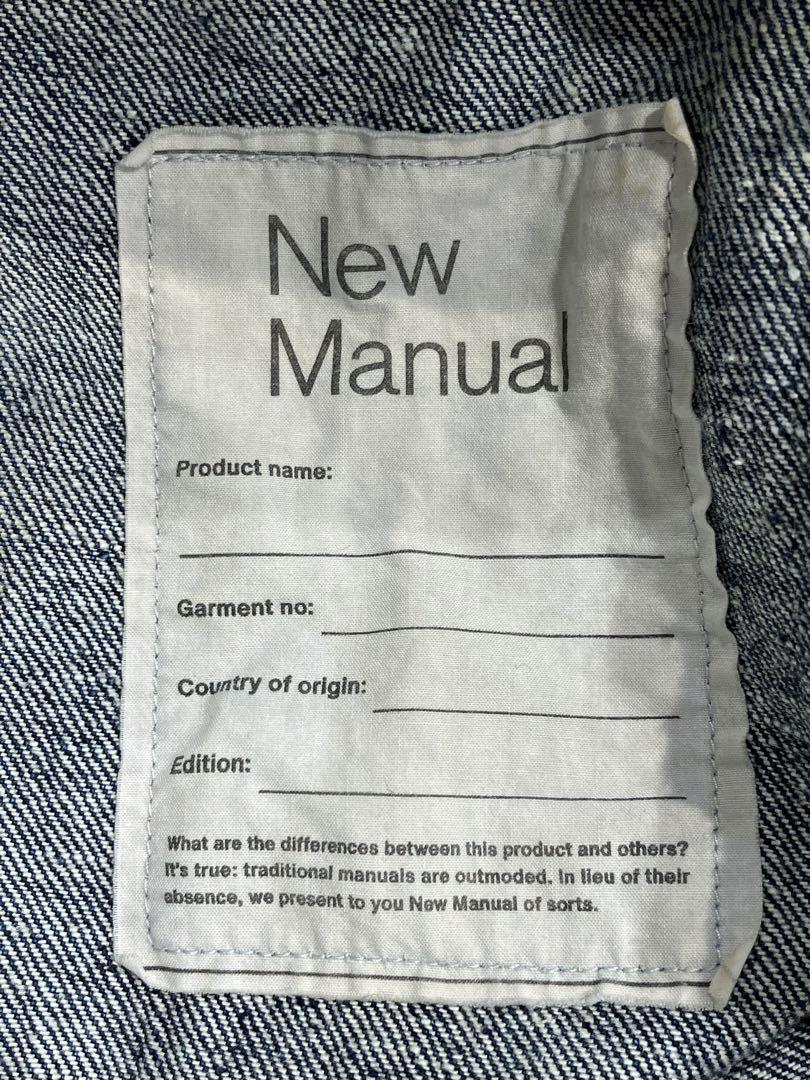 New
Manual
Product name:
Garment no:
Country of origin:
Edition:
What are the differences between this product and others?
It's true: traditional manuals are outmoded. In lieu of their
absence, we present to you New Manual of sorts.